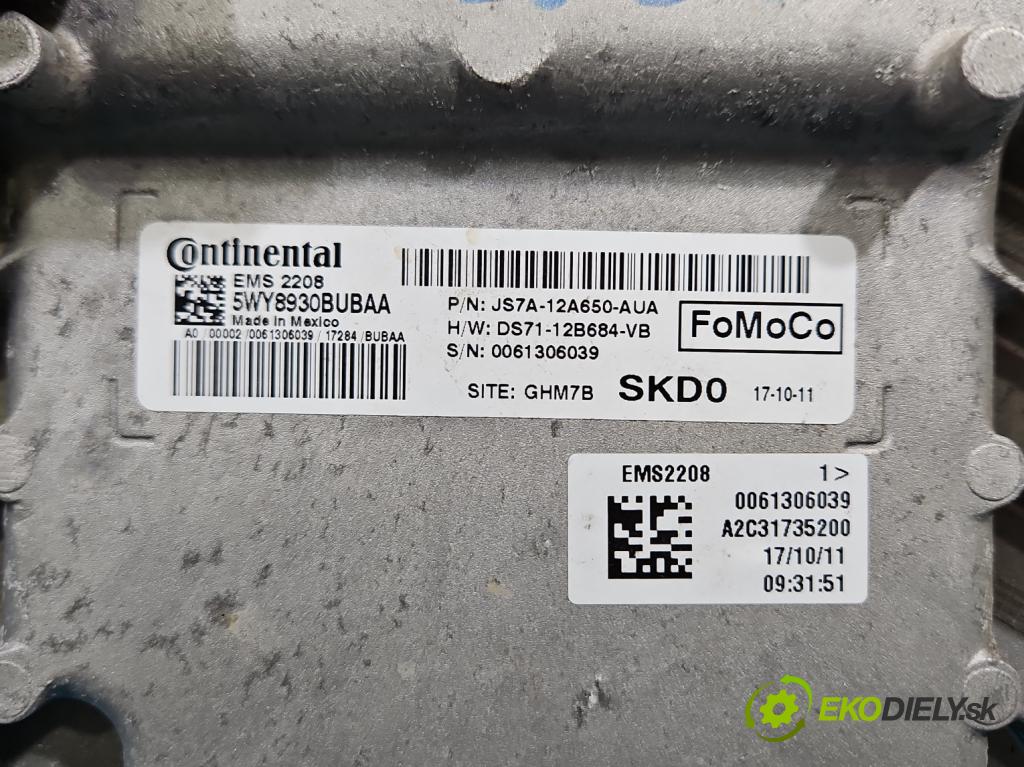 Continental
EMS 2208
5WY8930BUBAA
Made in Mexico
A0 / 00002 / 0061306039 / 17284 / BUBAA
P/N: JS7A-12A650-AUA
H/W: DS71-12B684-VB
S/N: 0061306039
FoMoCo
SITE: GHM7B SKD0 17-10-11
EMS2208 1>
0061306039
A2C31735200
17/10/11
09:31:51
EKODIELY.sk